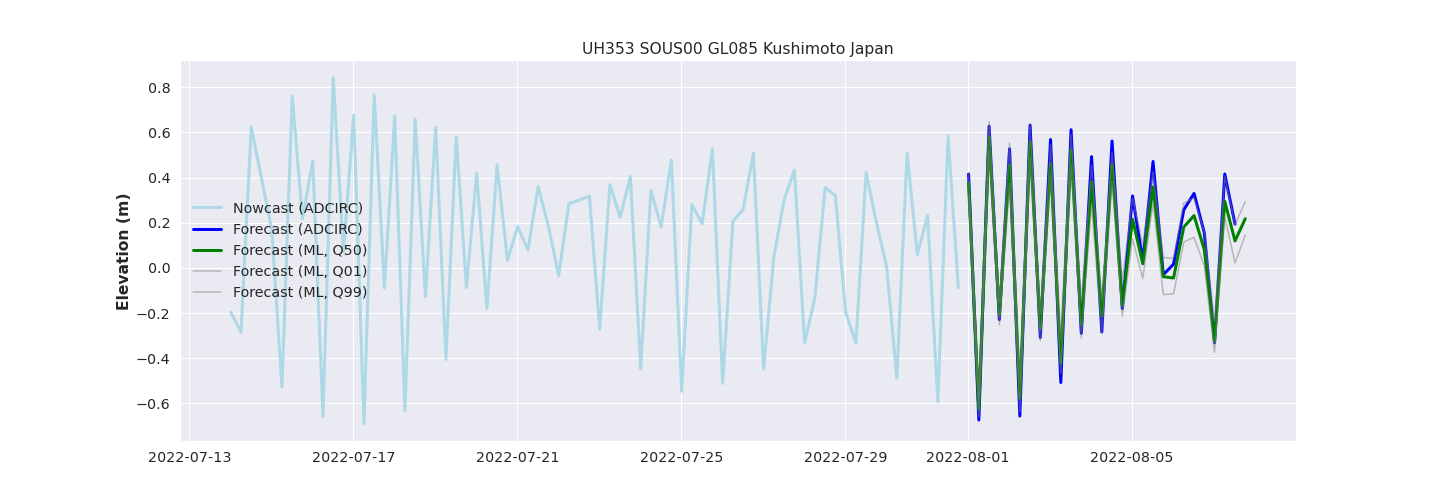 UH353 SOUS00 GL085 Kushimoto Japan
Elevation (m)
0.8
0.6
0.4
0.2
0.0
−0.2
−0.4
−0.6
Nowcast (ADCIRC)
Forecast (ADCIRC)
Forecast (ML, Q50)
Forecast (ML, Q01)
Forecast (ML, Q99)
2022-07-13 2022-07-17 2022-07-21 2022-07-25 2022-07-29 2022-08-01 2022-08-05